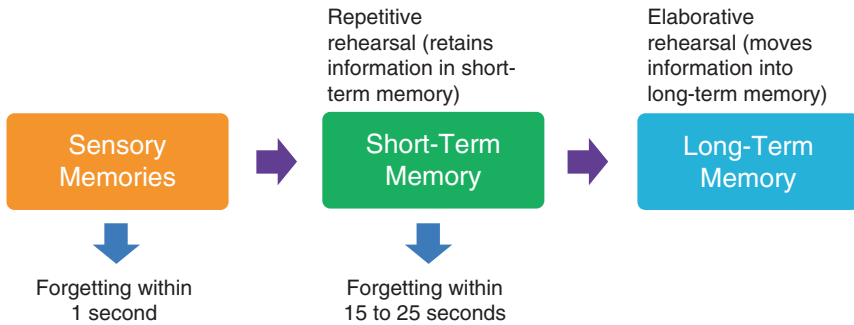 Repetitive
rehearsal (retains
information in short-
term memory)
Elaborative
rehearsal (moves
information into
long-term memory)
Sensory
Memories
Short-Term
Memory
Long-Term
Memory
Forgetting within
1 second
Forgetting within
15 to 25 seconds